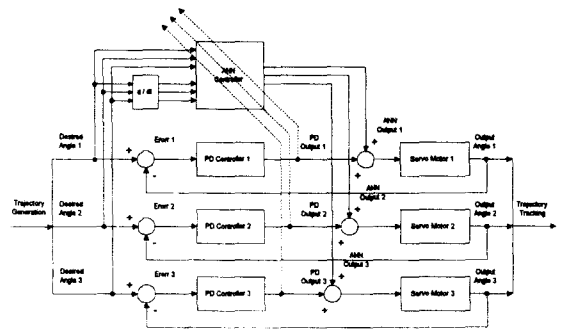 ANN
Controller
d / dt
Desired
Angle 1
Error 1
PD Controller 1
PD
Output 1
ANN
Output 1
Servo Motor 1
Output
Angle 1
+
-
+
+
Trajectory
Generation
Desired
Angle 2
Error 2
PD Controller 2
PD
Output 2
ANN
Output 2
Servo Motor 2
Output
Angle 2
Trajectory
Tracking
+
-
+
+
Desired
Angle 3
Error 3
PD Controller 3
PD
Output 3
ANN
Output 3
Servo Motor 3
Output
Angle 3
+
-
+
+